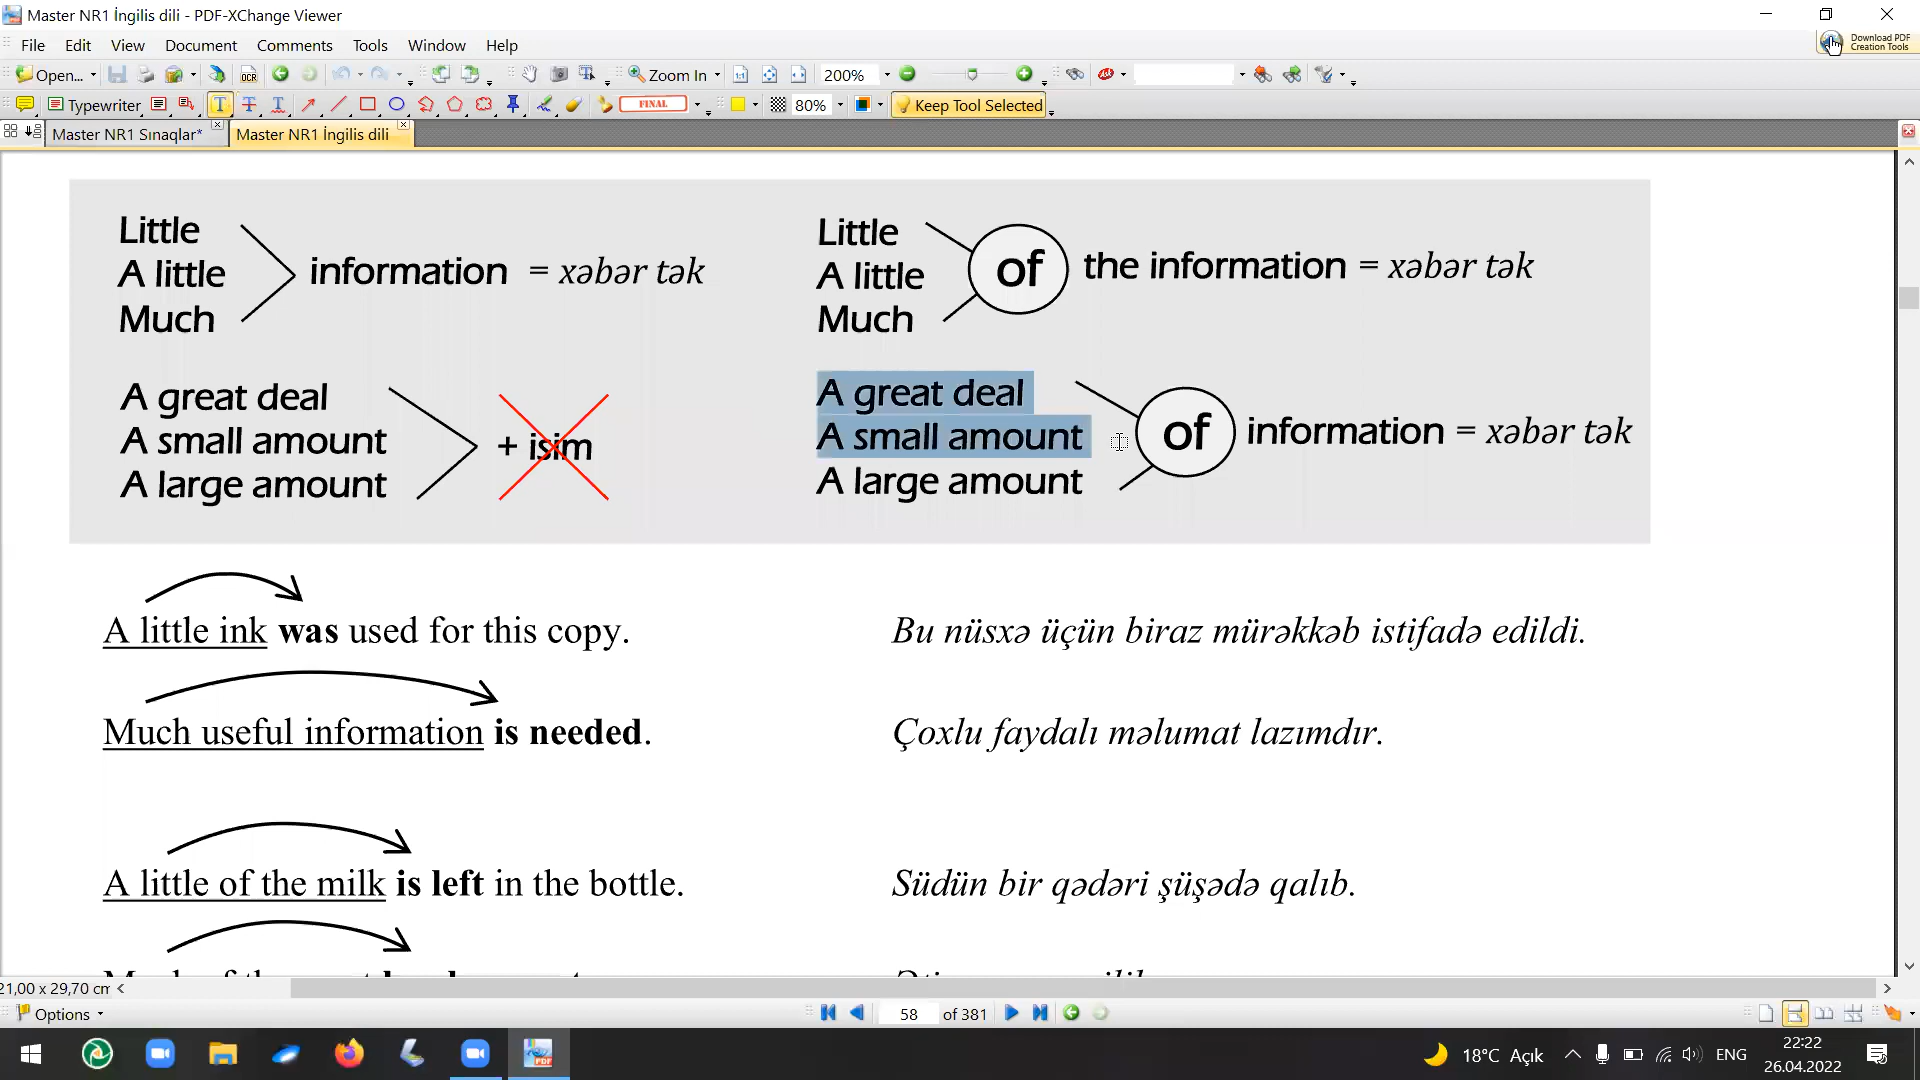 Master NR1 İngilis dili - PDF-XChange Viewer
File Edit View Document Comments Tools Window Help
Download PDF
Creation Tools
Open... OCR Zoom In 200%
Typewriter FINAL 80% Keep Tool Selected
Master NR1 Sınaqlar* Master NR1 İngilis dili
Little
A little
Much
information = xəbər tək
Little
A little
Much
of the information = xəbər tək
A great deal
A small amount
A large amount
+ isim
A great deal
A small amount
A large amount
of information = xəbər tək
A little ink was used for this copy. Bu nüsxə üçün biraz mürəkkəb istifadə edildi.
Much useful information is needed. Çoxlu faydalı məlumat lazımdır.
A little of the milk is left in the bottle. Südün bir qədəri şüşədə qalıb.
21,00 x 29,70 cm
Options 58 of 381
18°C Açık ENG 22:22
26.04.2022